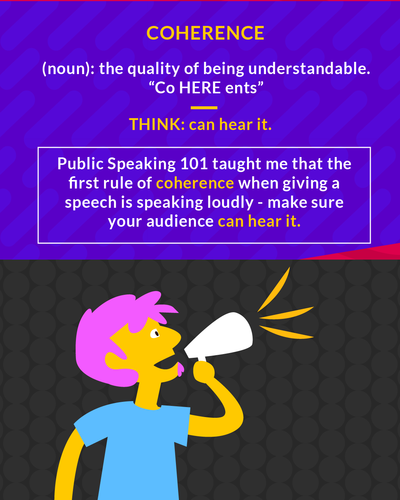 COHERENCE
(noun): the quality of being understandable.
“Co HERE ents”
THINK: can hear it.
Public Speaking 101 taught me that the
first rule of coherence when giving a
speech is speaking loudly - make sure
your audience can hear it.